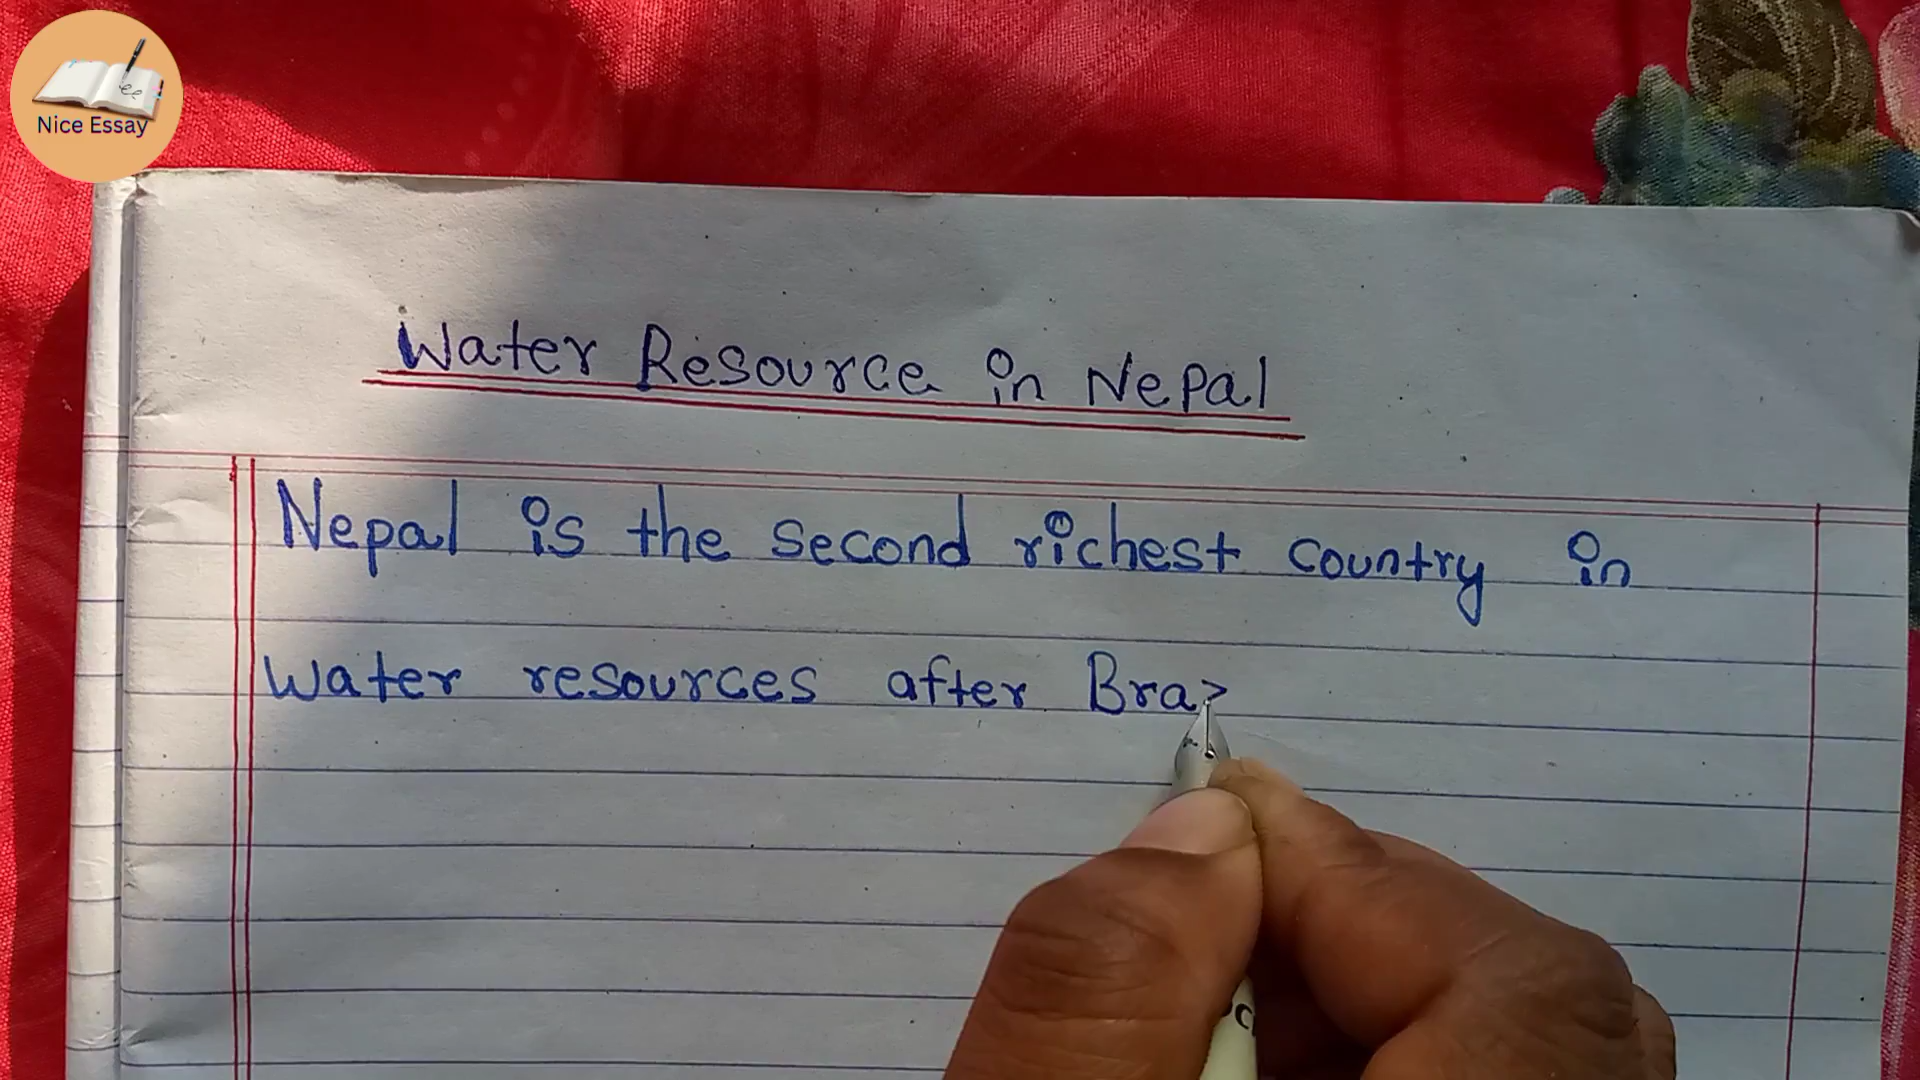 Nice Essay
Water Resource in Nepal
Nepal is the second richest country in
water resources after Bra